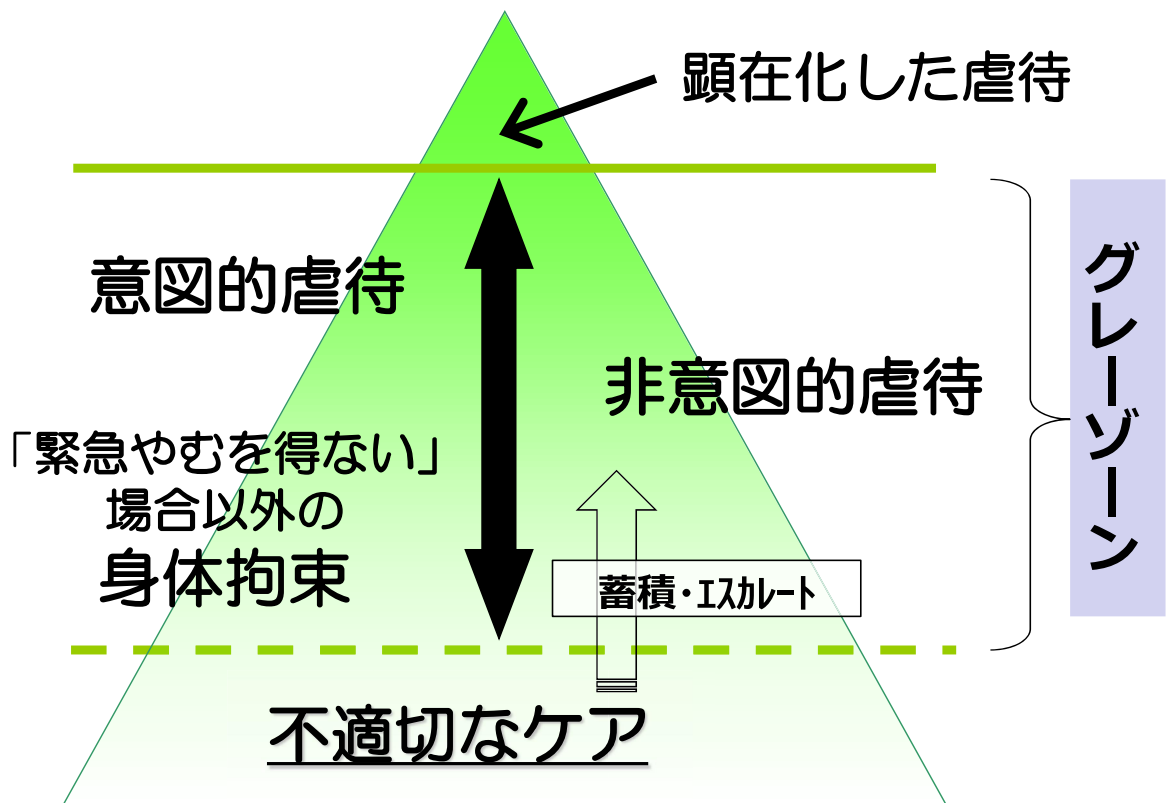 顕在化した虐待
意図的虐待
非意図的虐待
「緊急やむを得ない」
場合以外の
身体拘束
蓄積・エスカレート
グレーゾーン
不適切なケア